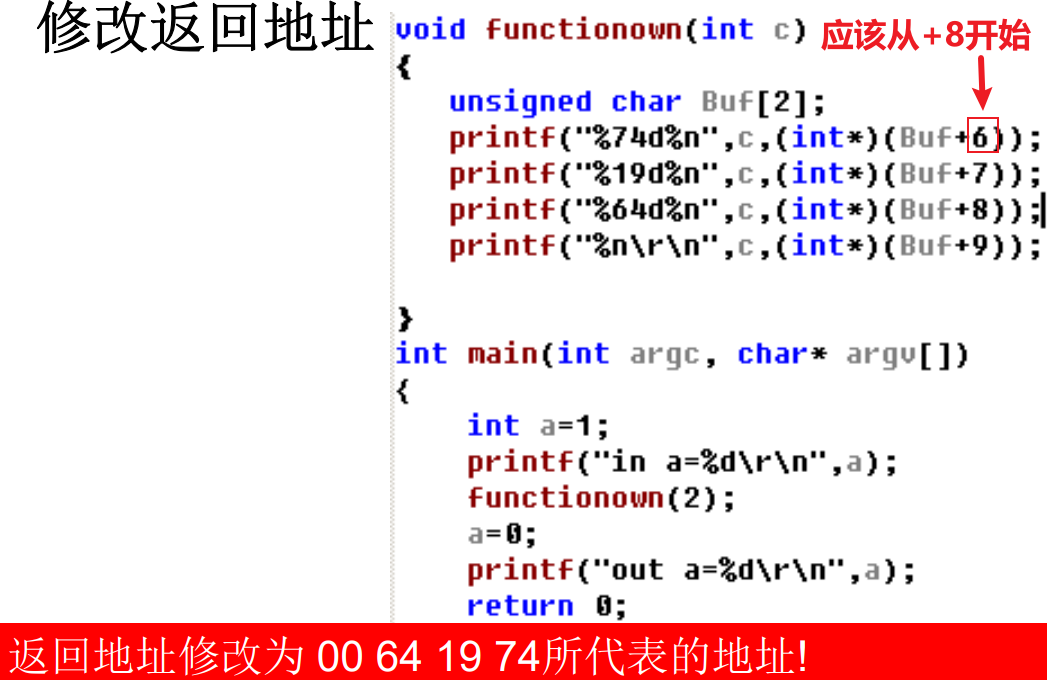 修改返回地址
void functionown(int c) 应该从+8开始
{
unsigned char Buf[2];
printf("%74d%n",c,(int*)(Buf+6));
printf("%19d%n",c,(int*)(Buf+7));
printf("%64d%n",c,(int*)(Buf+8));
printf("%n\r\n",c,(int*)(Buf+9));
}
int main(int argc, char* argv[])
{
int a=1;
printf("in a=%d\r\n",a);
functionown(2);
a=0;
printf("out a=%d\r\n",a);
return 0;
返回地址修改为 00 64 19 74所代表的地址!